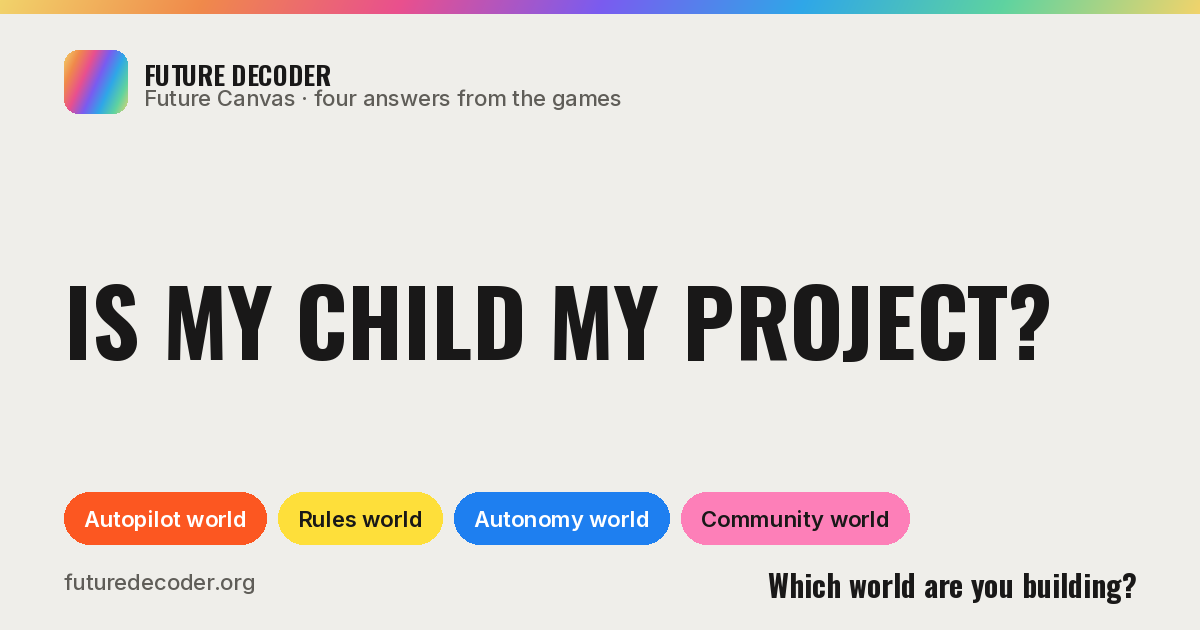 FUTURE DECODER
Future Canvas · four answers from the games
IS MY CHILD MY PROJECT?
Autopilot world
Rules world
Autonomy world
Community world
futuredecoder.org
Which world are you building?